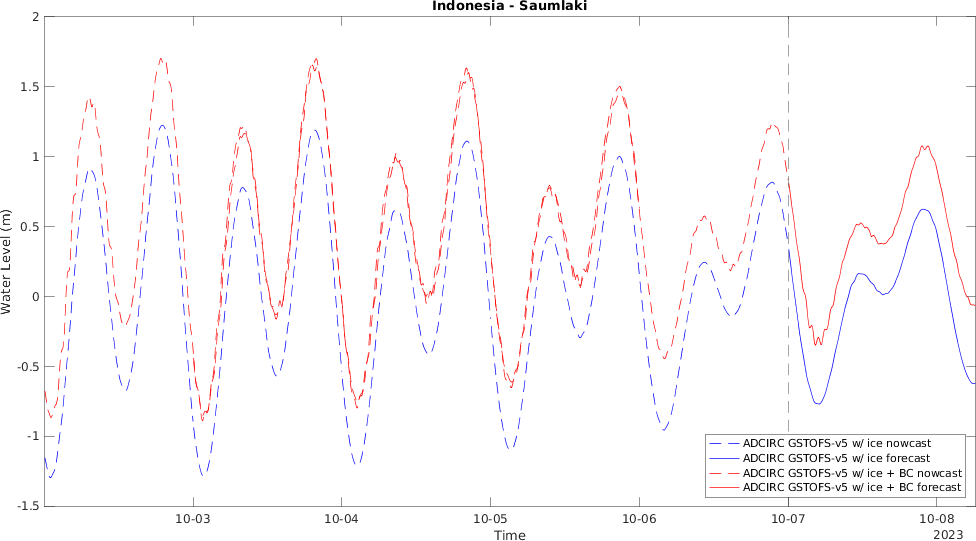 Indonesia - Saumlaki
2
1.5
1
0.5
0
-0.5
-1
-1.5
Water Level (m)
10-03
10-04
10-05
10-06
10-07
10-08
Time
2023
ADCIRC GSTOFS-v5 w/ ice nowcast
ADCIRC GSTOFS-v5 w/ ice forecast
ADCIRC GSTOFS-v5 w/ ice + BC nowcast
ADCIRC GSTOFS-v5 w/ ice + BC forecast